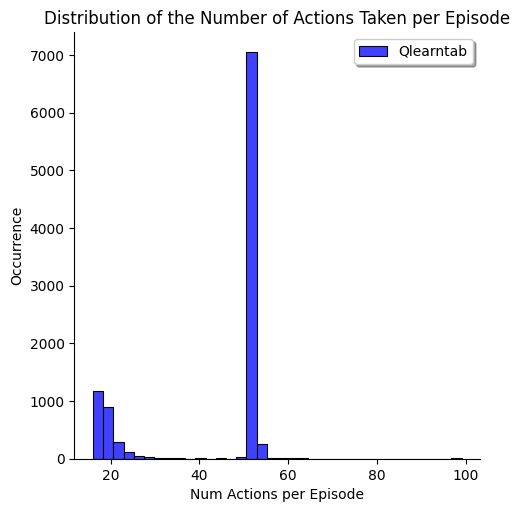 Distribution of the Number of Actions Taken per Episode
Qlearntab
7000
6000
5000
4000
3000
2000
1000
0
Occurrence
20 40 60 80 100
Num Actions per Episode